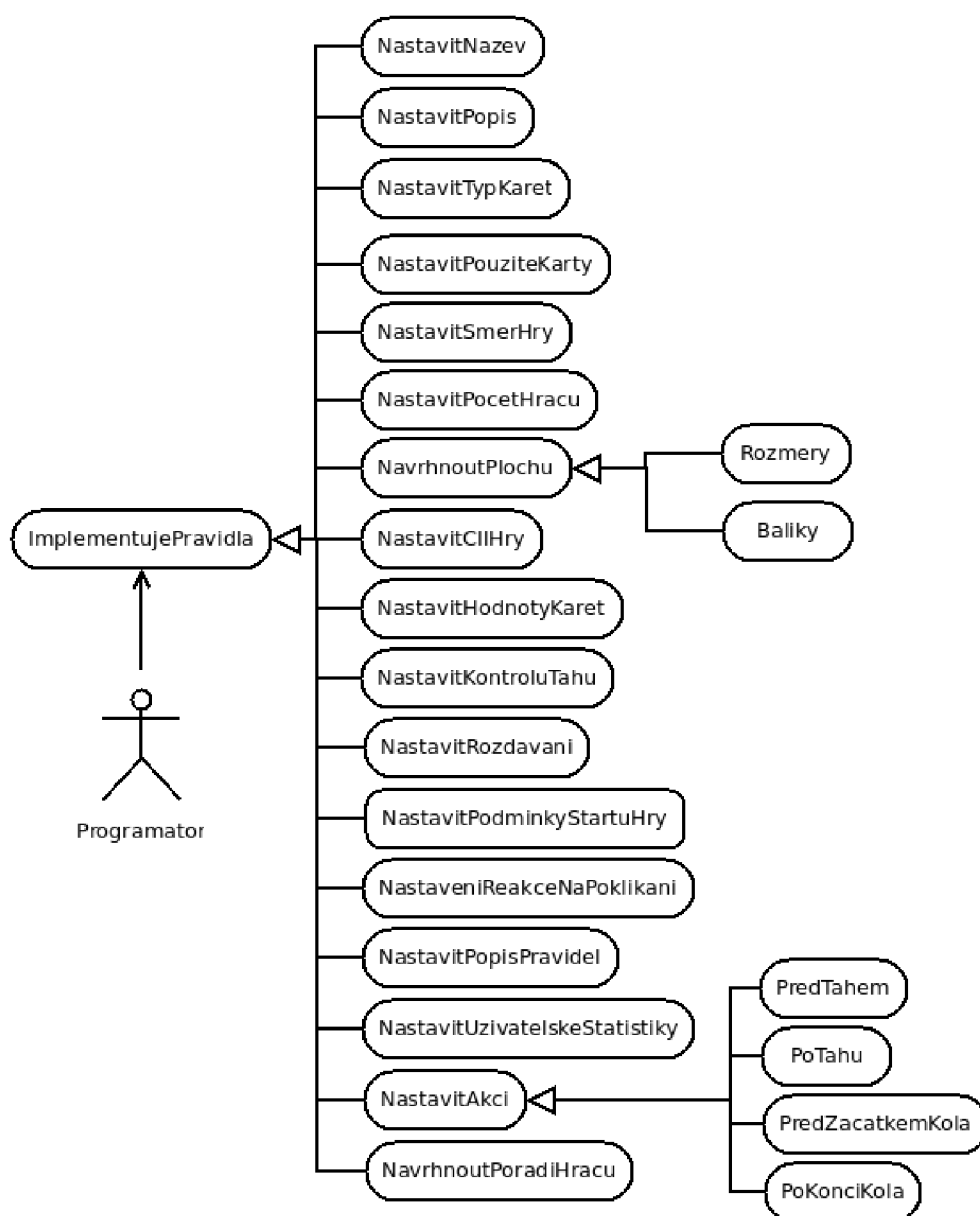 NastavitNazev
NastavitPopis
NastavitTypKaret
NastavitPouziteKarty
NastavitSmerHry
NastavitPocetHracu
NavrhnoutPlochu
Rozmery
Baliky
ImplementujePravidla
NastavitCIlHry
NastavitHodnotyKaret
NastavitKontroluTahu
NastavitRozdavani
Programator
NastavitPodminkyStartuHry
NastaveniReakceNaPoklikani
NastavitPopisPravidel
NastavitUzivatelskeStatistiky
NastavitAkci
PredTahem
PoTahu
PredZacatkemKola
PoKonciKola
NavrhnoutPoradiHracu